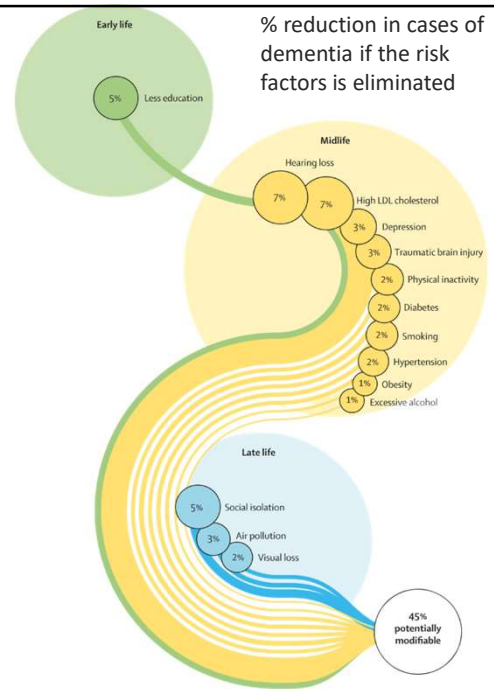 % reduction in cases of
dementia if the risk
factors is eliminated
Early life
5%
Less education
Midlife
Hearing loss
7%
7%
High LDL cholesterol
3%
Depression
3%
Traumatic brain injury
2%
Physical inactivity
2%
Diabetes
2%
Smoking
2%
Hypertension
1%
Obesity
1%
Excessive alcohol
Late life
5%
Social isolation
3%
Air pollution
2%
Visual loss
45%
potentially
modifiable